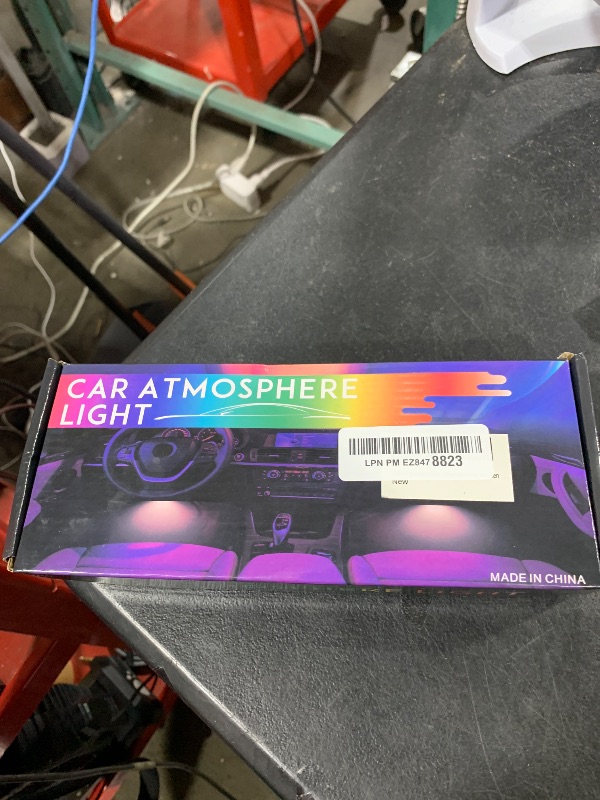 CAR ATMOSPHERE
LIGHT
LPN PM EZ847 8823
New
MADE IN CHINA